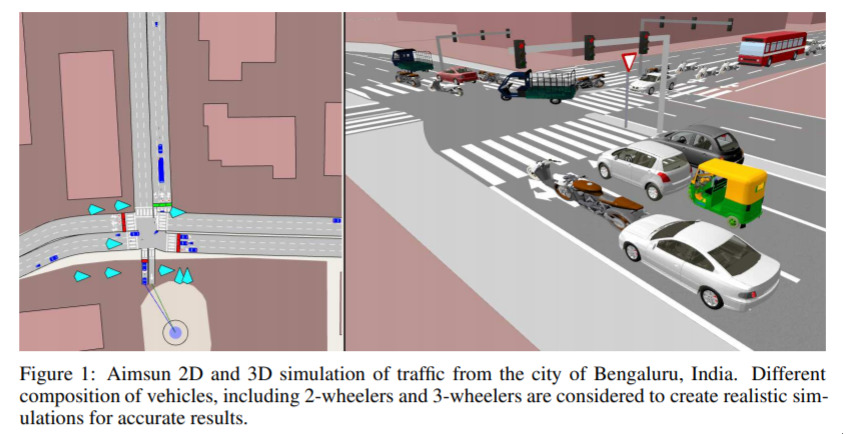 Figure 1: Aimsun 2D and 3D simulation of traffic from the city of Bengaluru, India. Different
composition of vehicles, including 2-wheelers and 3-wheelers are considered to create realistic sim-
ulations for accurate results.